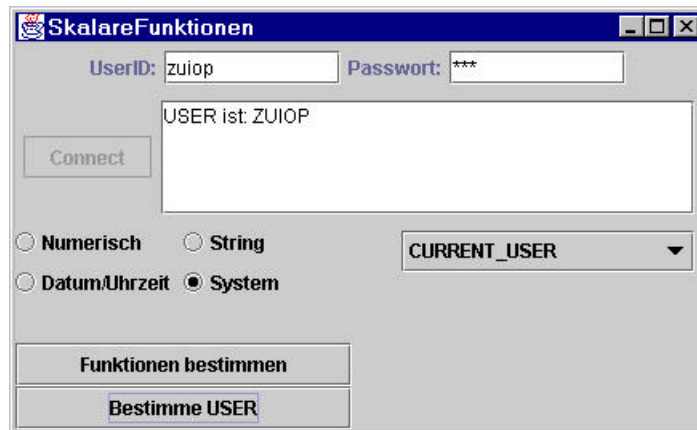 SkalareFunktionen
UserID: zuiop Passwort: ***
USER ist: ZUIOP
Connect
Numerisch String CURRENT_USER
Datum/Uhrzeit System
Funktionen bestimmen
Bestimme USER